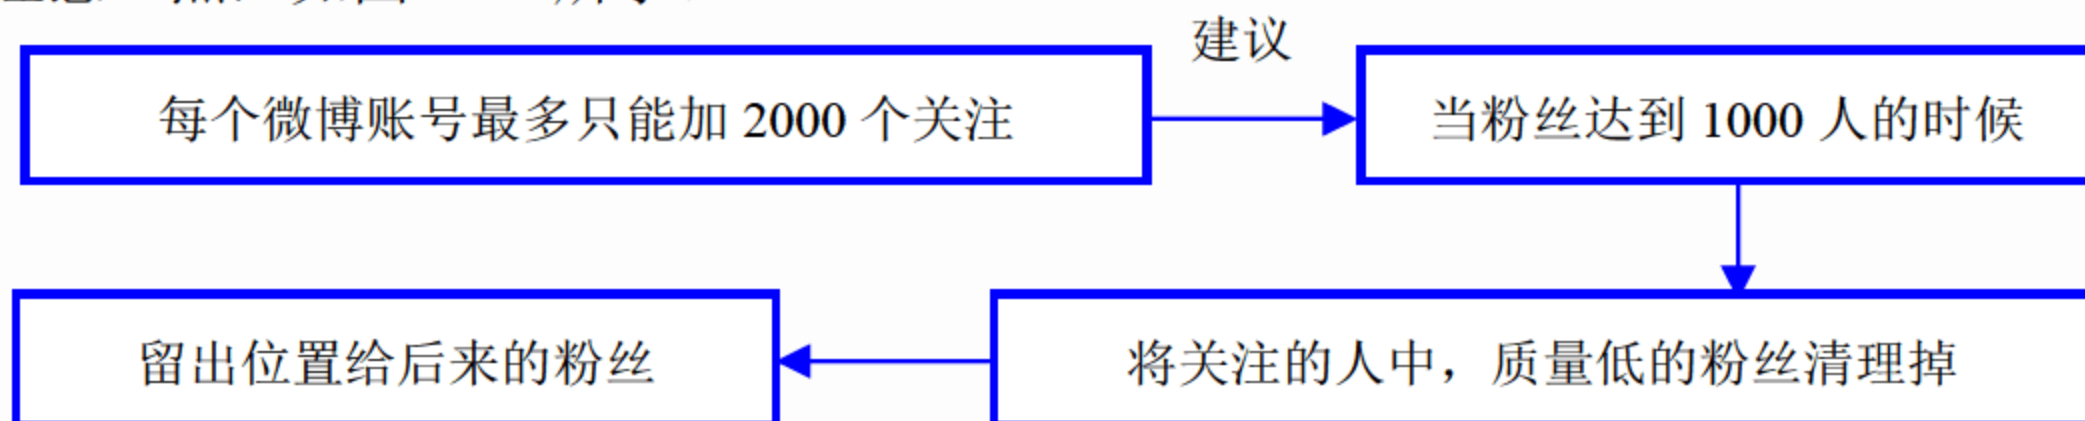 建议
每个微博账号最多只能加 2000 个关注
当粉丝达到 1000 人的时候
将关注的人中，质量低的粉丝清理掉
留出位置给后来的粉丝